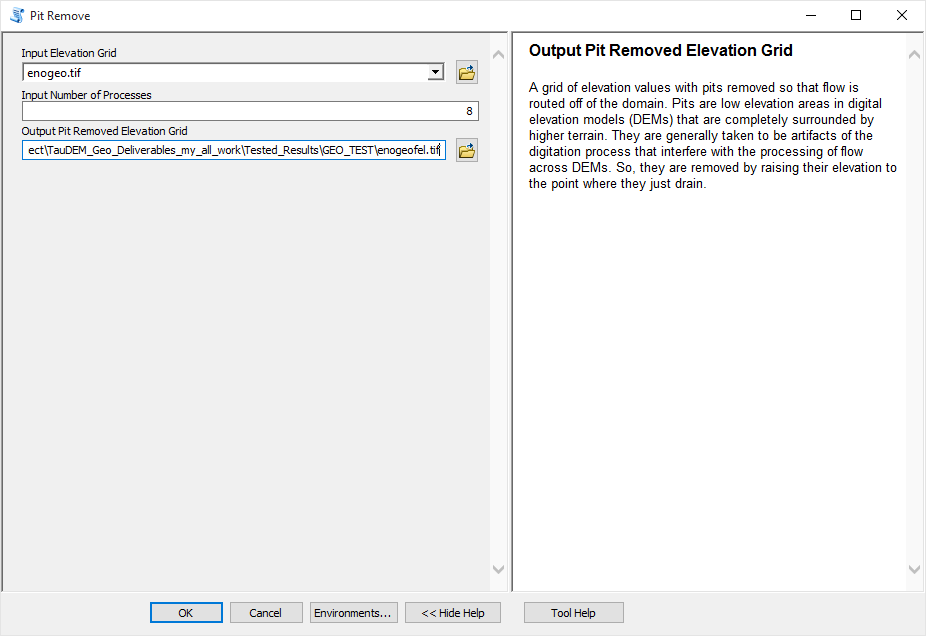 Pit Remove
Input Elevation Grid
enogeo.tif
Input Number of Processes
8
Output Pit Removed Elevation Grid
ect\TauDEM_Geo_Deliverables_my_all_work\Tested_Results\GEO_TEST\enogeofel.tif
Output Pit Removed Elevation Grid
A grid of elevation values with pits removed so that flow is
routed off of the domain. Pits are low elevation areas in digital
elevation models (DEMs) that are completely surrounded by
higher terrain. They are generally taken to be artifacts of the
digitation process that interfere with the processing of flow
across DEMs. So, they are removed by raising their elevation to
the point where they just drain.
OK
Cancel
Environments...
<< Hide Help
Tool Help